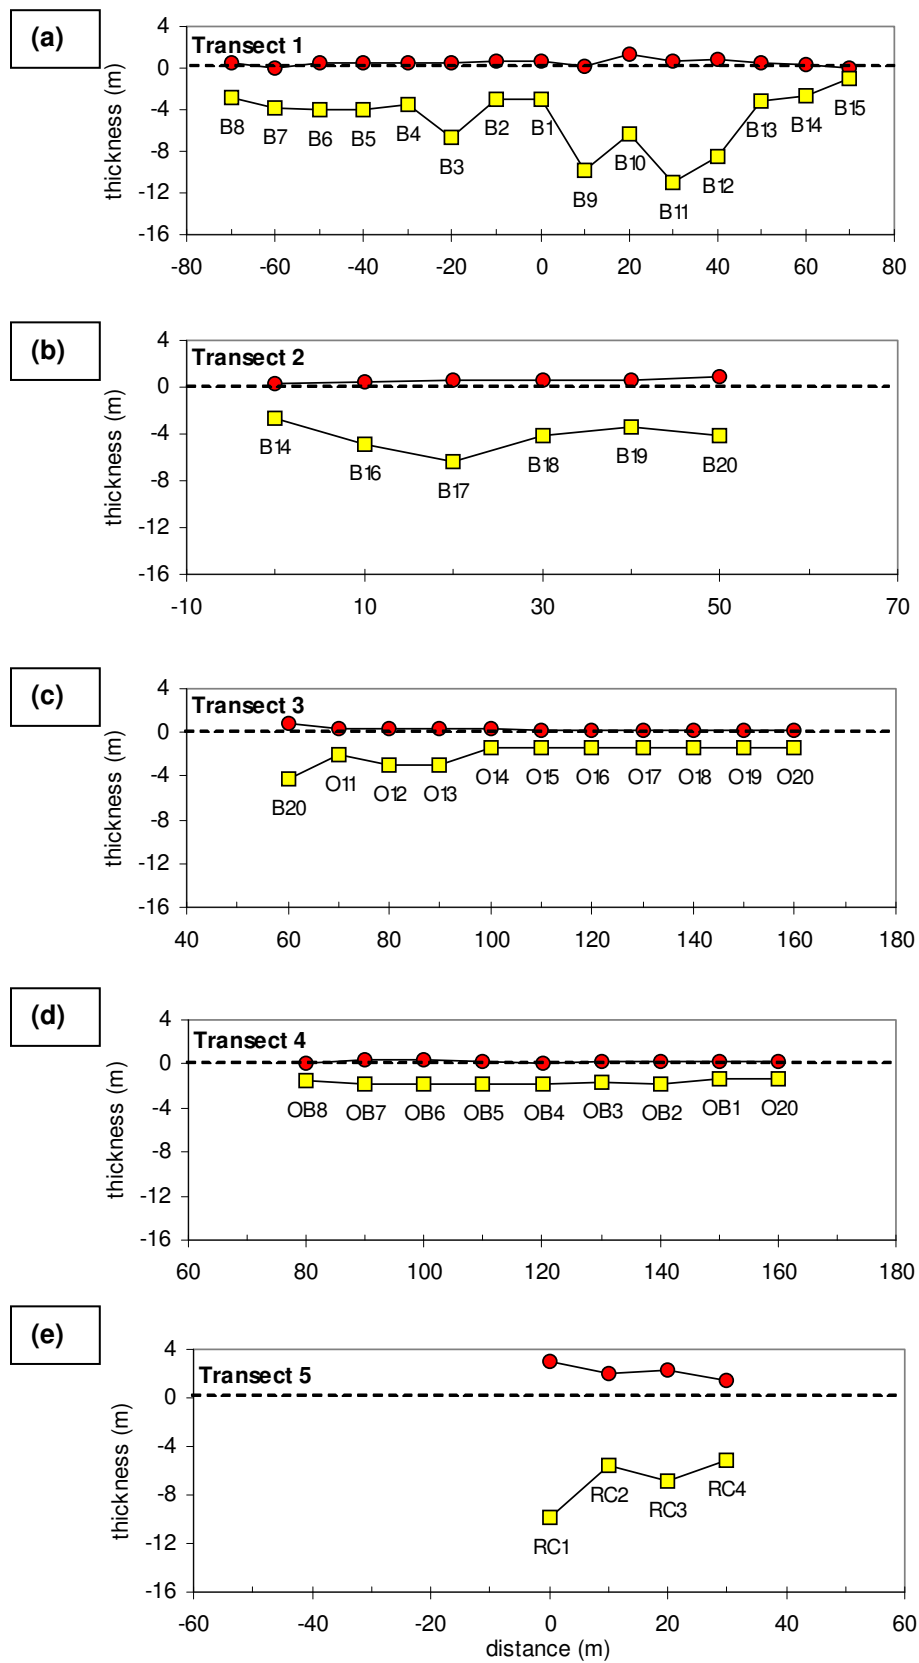 (a)
Transect 1
thickness (m)
4
0
-4
-8
-12
-16
B8 B7 B6 B5 B4 B3 B2 B1 B9 B10 B11 B12 B13 B14 B15
-80 -60 -40 -20 0 20 40 60 80
(b)
Transect 2
thickness (m)
4
0
-4
-8
-12
-16
B14 B16 B17 B18 B19 B20
-10 10 30 50 70
(c)
Transect 3
thickness (m)
4
0
-4
-8
-12
-16
B20 O11 O12 O13 O14 O15 O16 O17 O18 O19 O20
40 60 80 100 120 140 160 180
(d)
Transect 4
thickness (m)
4
0
-4
-8
-12
-16
OB8 OB7 OB6 OB5 OB4 OB3 OB2 OB1 O20
60 80 100 120 140 160 180
(e)
Transect 5
thickness (m)
4
0
-4
-8
-12
-16
RC1 RC2 RC3 RC4
-60 -40 -20 0 20 40 60
distance (m)